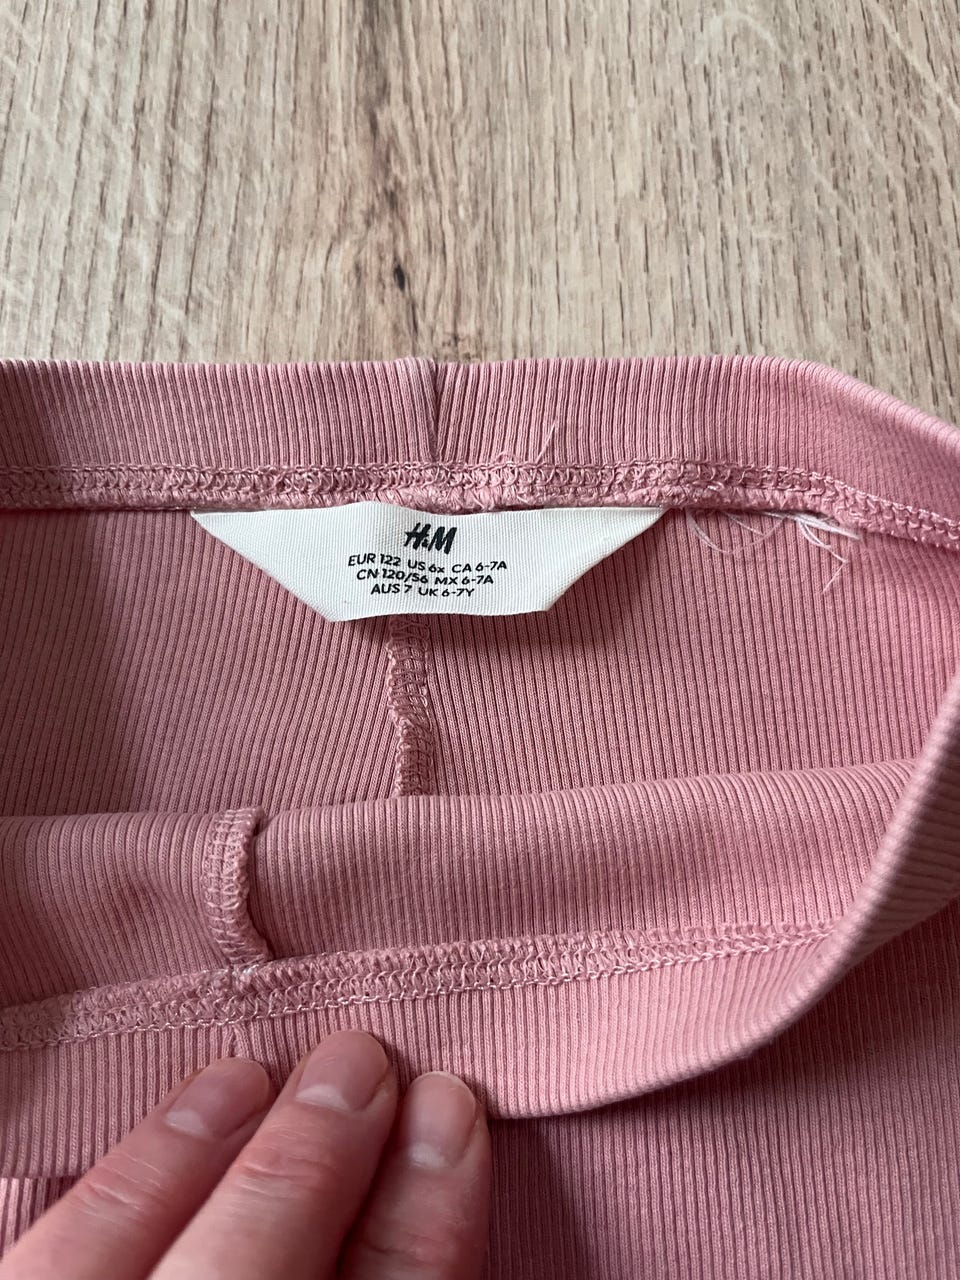 H&M
EUR 122 US 6x CA 6-7A
CN 120/56 MX 6-7A
AUS 7 UK 6-7Y